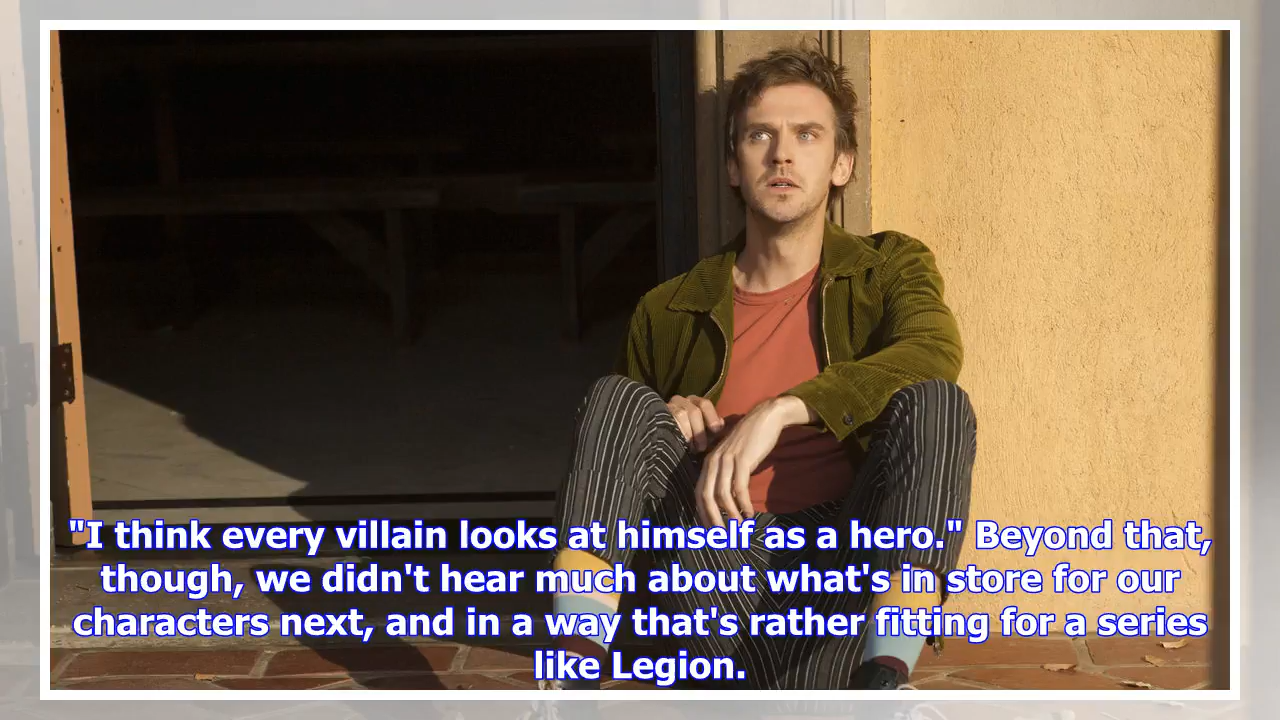 "I think every villain looks at himself as a hero." Beyond that,
though, we didn't hear much about what's in store for our
characters next, and in a way that's rather fitting for a series
like Legion.